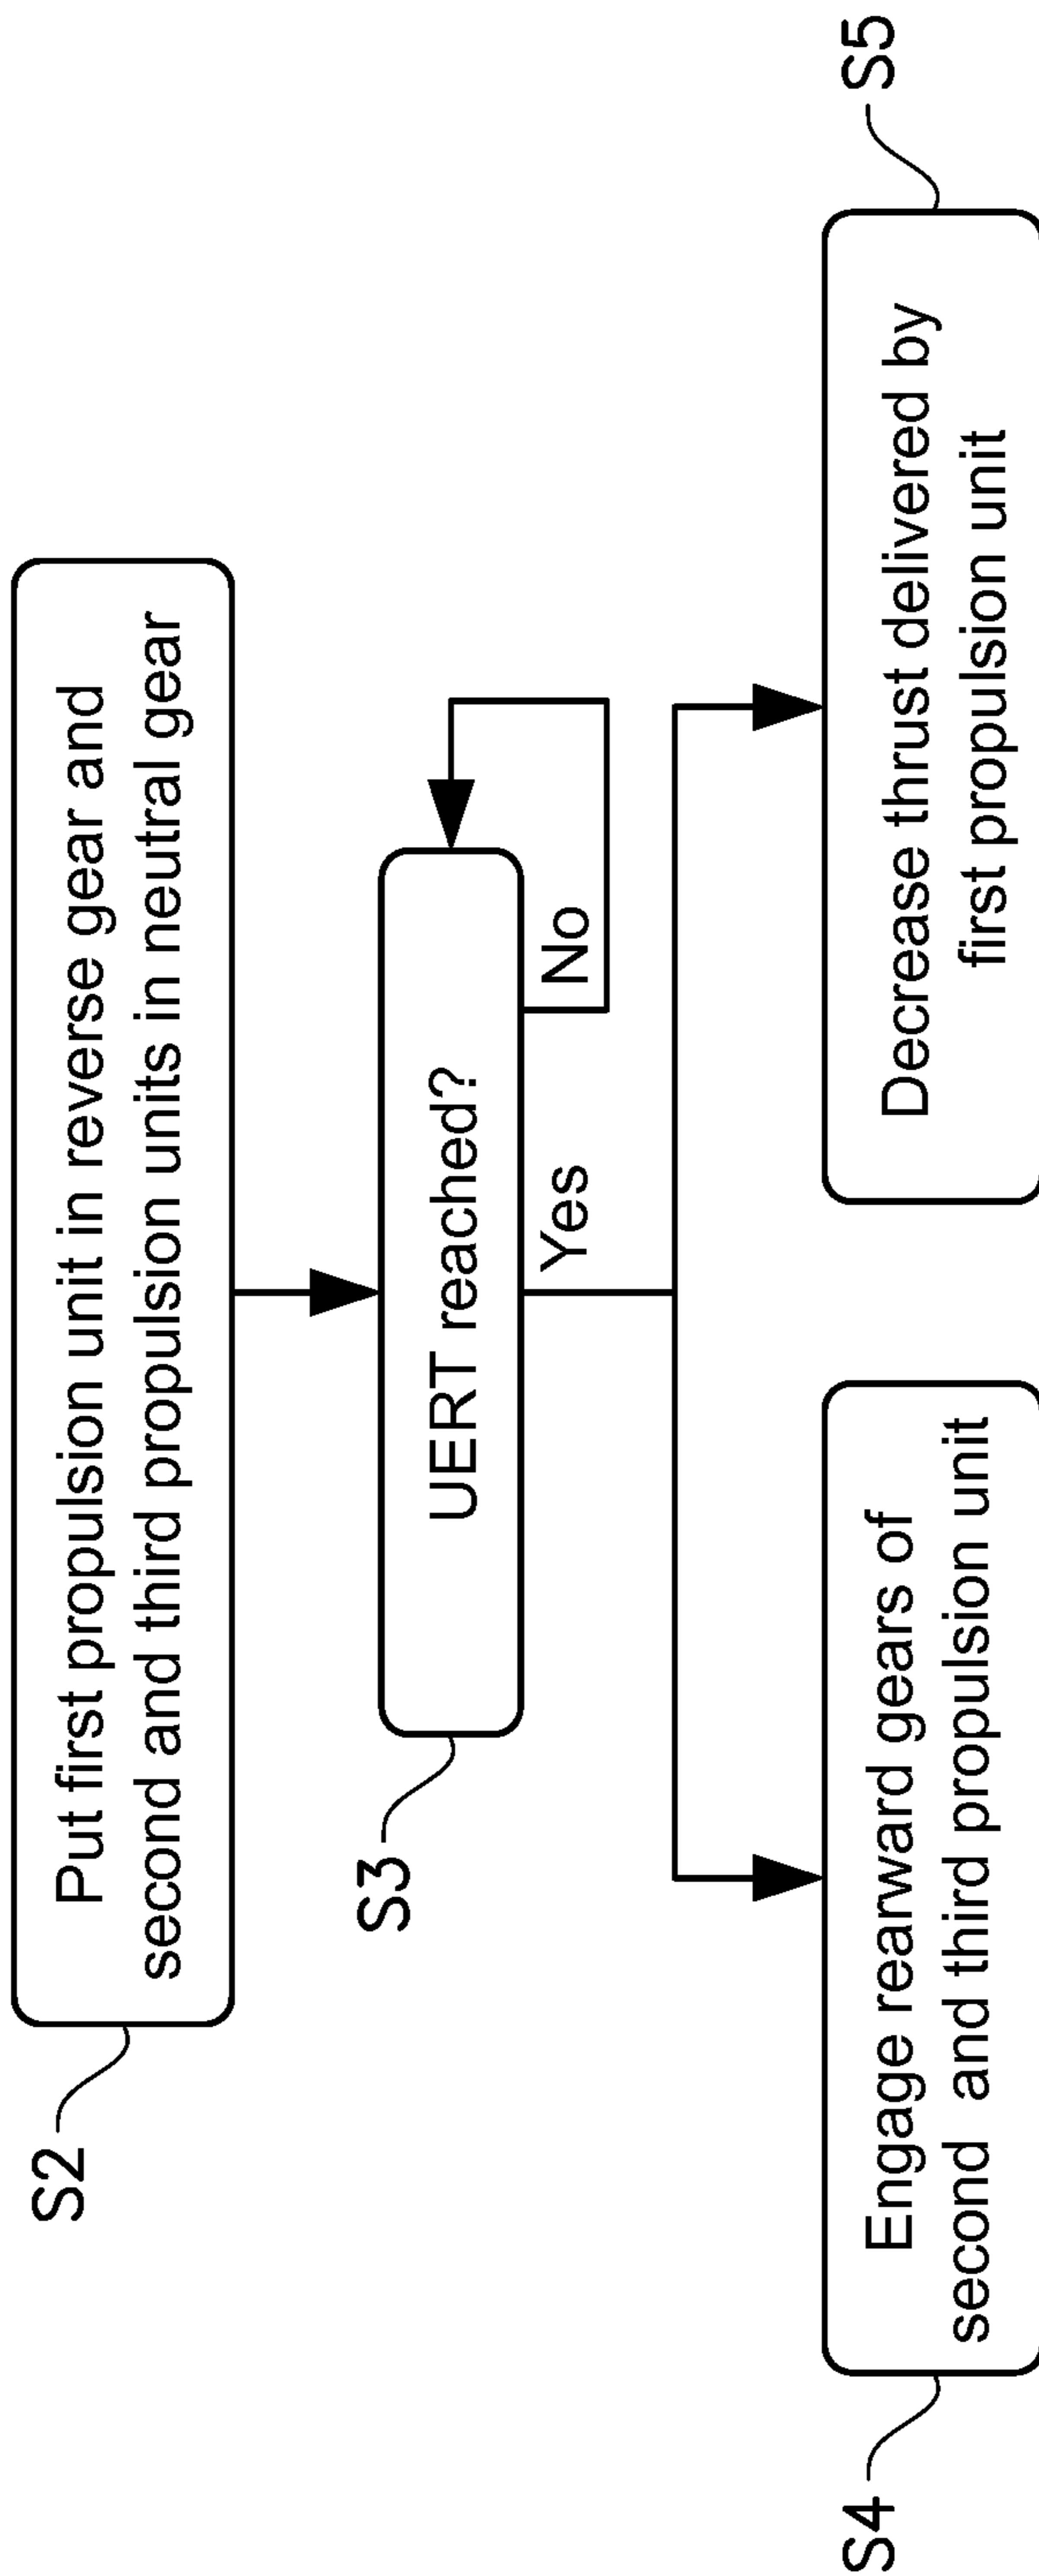 S2
Put first propulsion unit in reverse gear and
second and third propulsion units in neutral gear
S3
UERT reached?
Yes
No
S4
Engage rearward gears of
second and third propulsion unit
Decrease thrust delivered by
first propulsion unit
S5